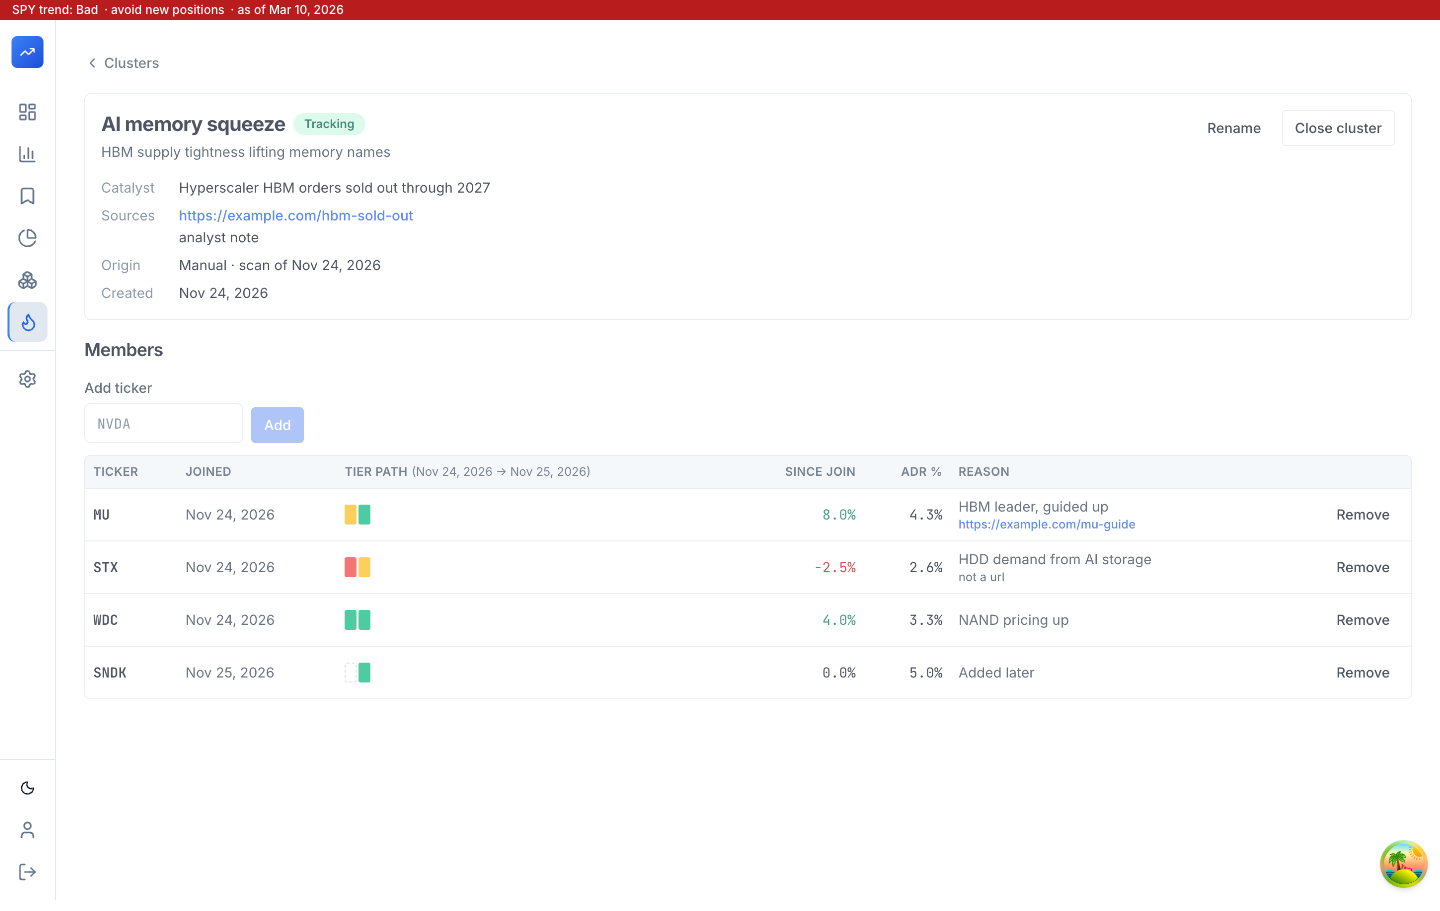 SPY trend: Bad · avoid new positions · as of Mar 10, 2026
Clusters
AI memory squeeze Tracking
Rename Close cluster
HBM supply tightness lifting memory names
Catalyst Hyperscaler HBM orders sold out through 2027
Sources https://example.com/hbm-sold-out
analyst note
Origin Manual · scan of Nov 24, 2026
Created Nov 24, 2026
Members
Add ticker
NVDA Add
TICKER JOINED TIER PATH (Nov 24, 2026 → Nov 25, 2026) SINCE JOIN ADR % REASON
MU Nov 24, 2026 8.0% 4.3% HBM leader, guided up Remove
https://example.com/mu-guide
STX Nov 24, 2026 -2.5% 2.6% HDD demand from AI storage Remove
not a url
WDC Nov 24, 2026 4.0% 3.3% NAND pricing up Remove
SNDK Nov 25, 2026 0.0% 5.0% Added later Remove